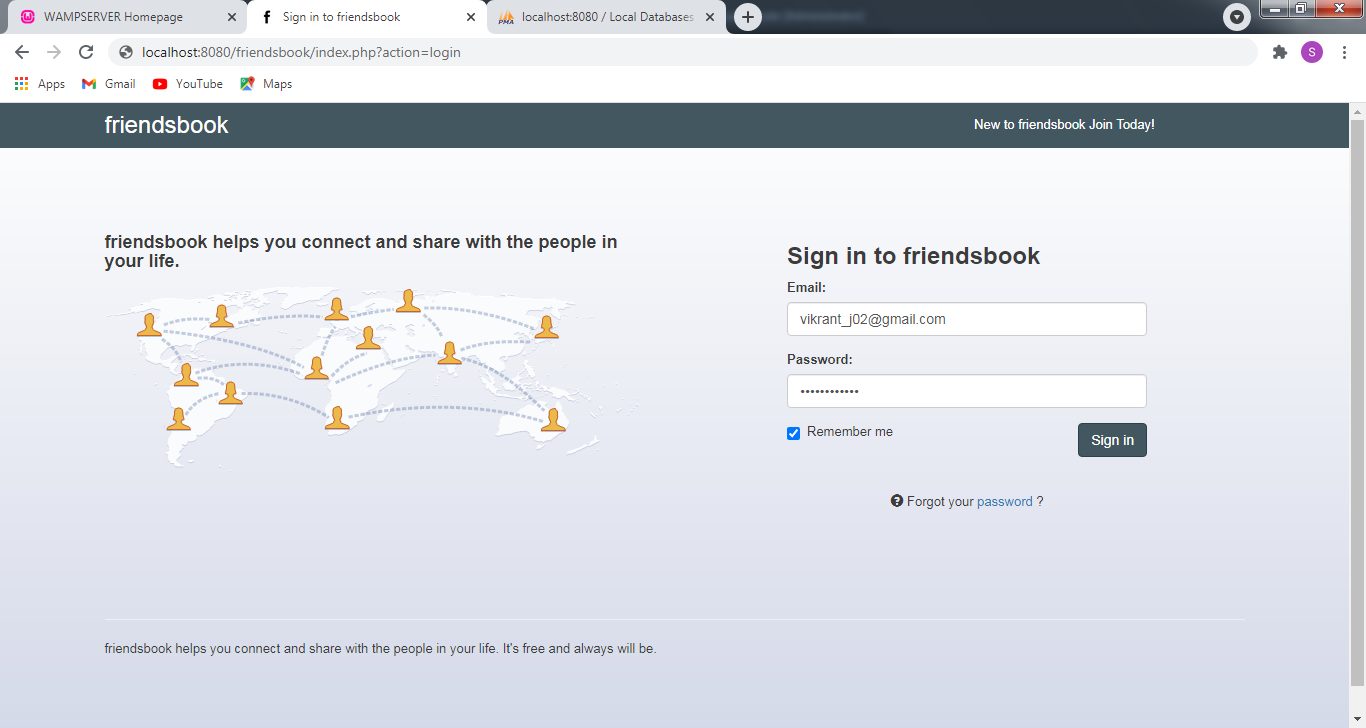 WAMPSERVER Homepage
Sign in to friendsbook
localhost:8080 / Local Databases
localhost:8080/friendsbook/index.php?action=login
S
Apps
Gmail
YouTube
Maps
friendsbook
New to friendsbook Join Today!
friendsbook helps you connect and share with the people in
your life.
Sign in to friendsbook
Email:
vikrant_j02@gmail.com
Password:
••••••••••••
Remember me
Sign in
Forgot your password ?
friendsbook helps you connect and share with the people in your life. It's free and always will be.